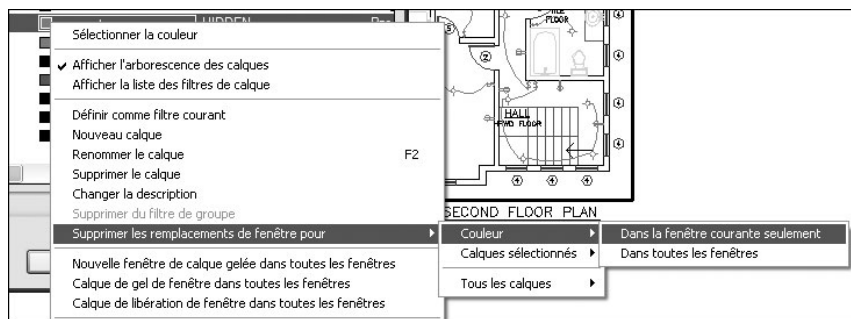 HIDDEN
Sélectionner la couleur
Afficher l'arborescence des calques
Afficher la liste des filtres de calque
Définir comme filtre courant
Nouveau calque
Renommer le calque F2
Supprimer le calque
Changer la description
Supprimer du filtre de groupe
Supprimer les remplacements de fenêtre pour
Nouvelle fenêtre de calque gelée dans toutes les fenêtres
Calque de gel de fenêtre dans toutes les fenêtres
Calque de libération de fenêtre dans toutes les fenêtres
Couleur
Calques sélectionnés
Tous les calques
Dans la fenêtre courante seulement
Dans toutes les fenêtres
FLOOR
HALL
FLOOR
SECOND FLOOR PLAN